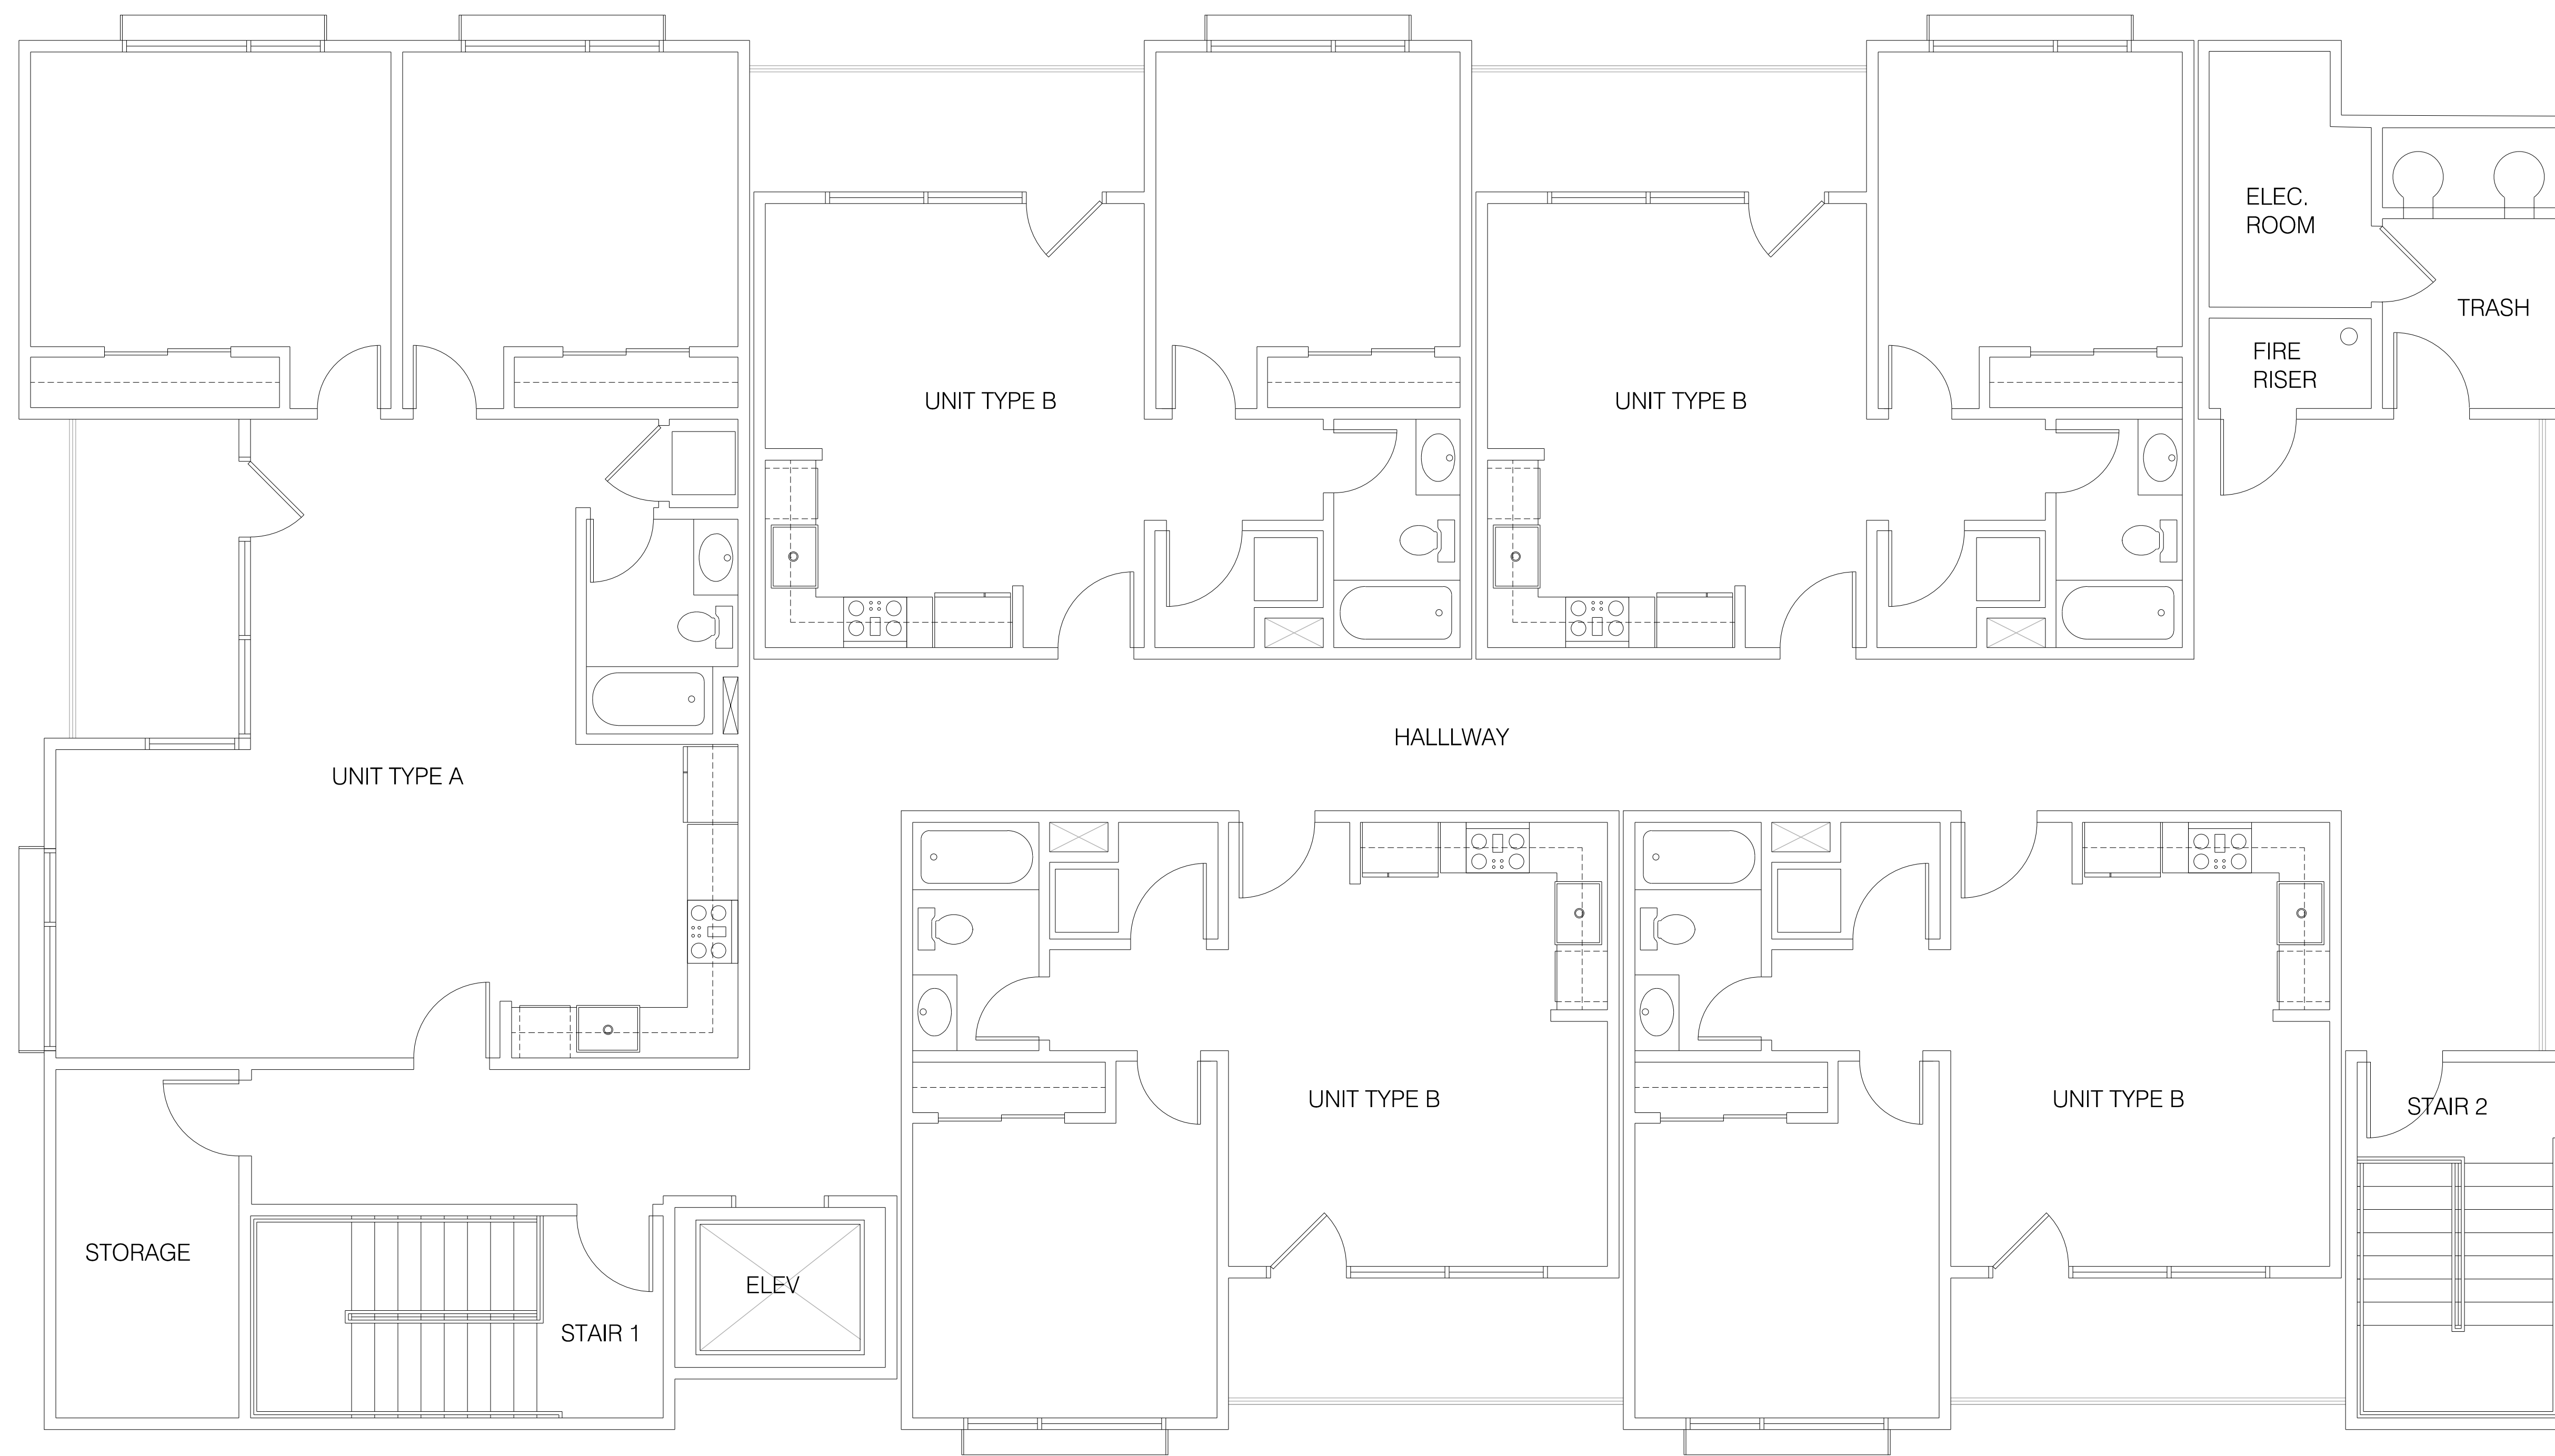 ELEC.
ROOM
TRASH
FIRE
RISER
UNIT TYPE B
UNIT TYPE B
HALLLWAY
UNIT TYPE A
UNIT TYPE B
UNIT TYPE B
STAIR 2
STORAGE
ELEV
STAIR 1